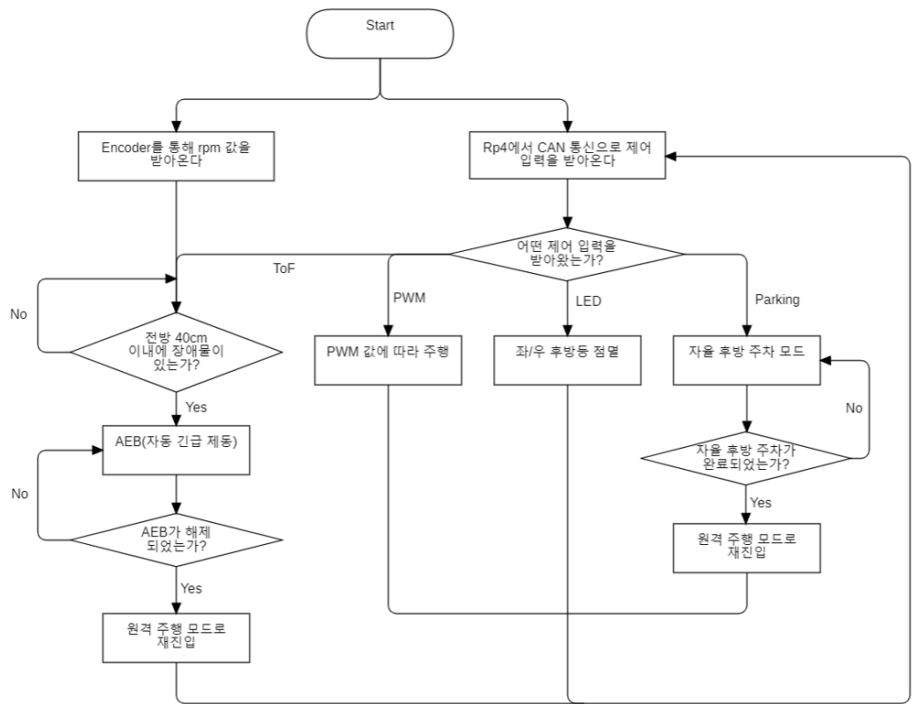 Start
Encoder를 통해 rpm 값을
받아온다
Rp4에서 CAN 통신으로 제어
입력을 받아온다
어떤 제어 입력을
받아왔는가?
ToF
PWM
LED
Parking
No
전방 40cm
이내에 장애물이
있는가?
PWM 값에 따라 주행
좌/우 후방등 점멸
자율 후방 주차 모드
Yes
No
AEB(자동 긴급 제동)
자율 후방 주차가
완료되었는가?
No
Yes
AEB가 해제
되었는가?
원격 주행 모드로
재진입
Yes
원격 주행 모드로
재진입